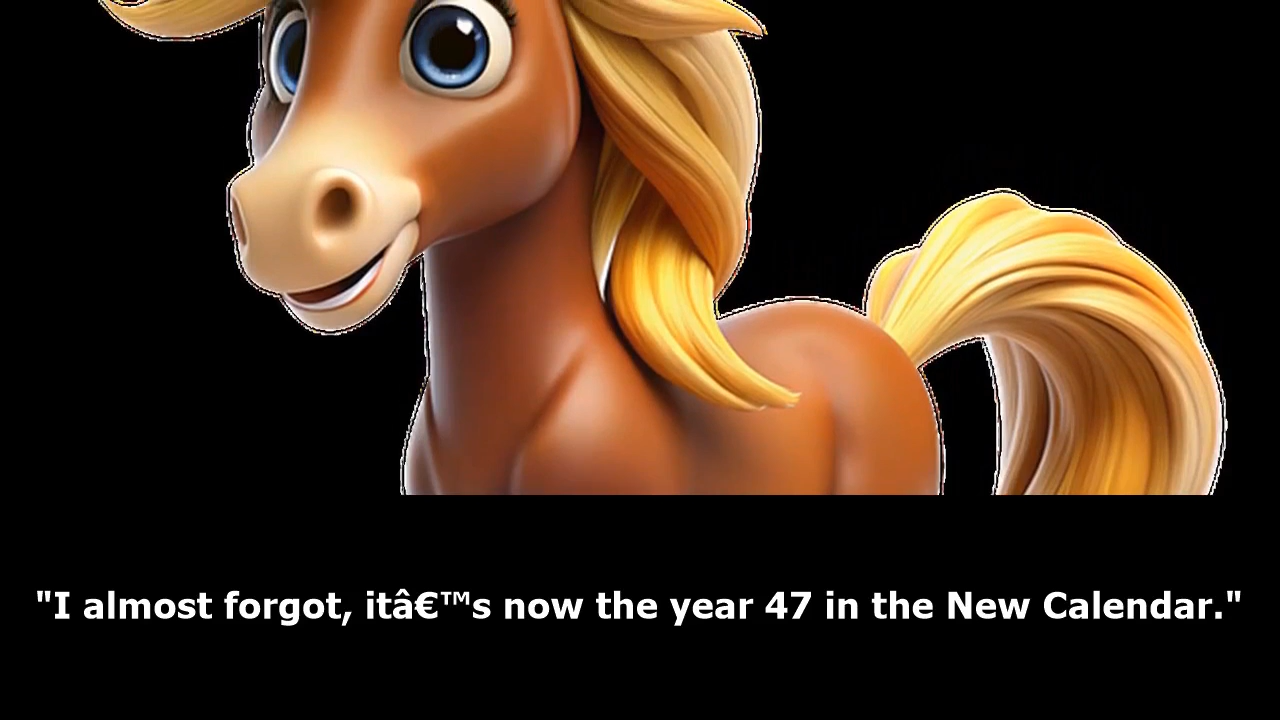 "I almost forgot, itâ€™s now the year 47 in the New Calendar."